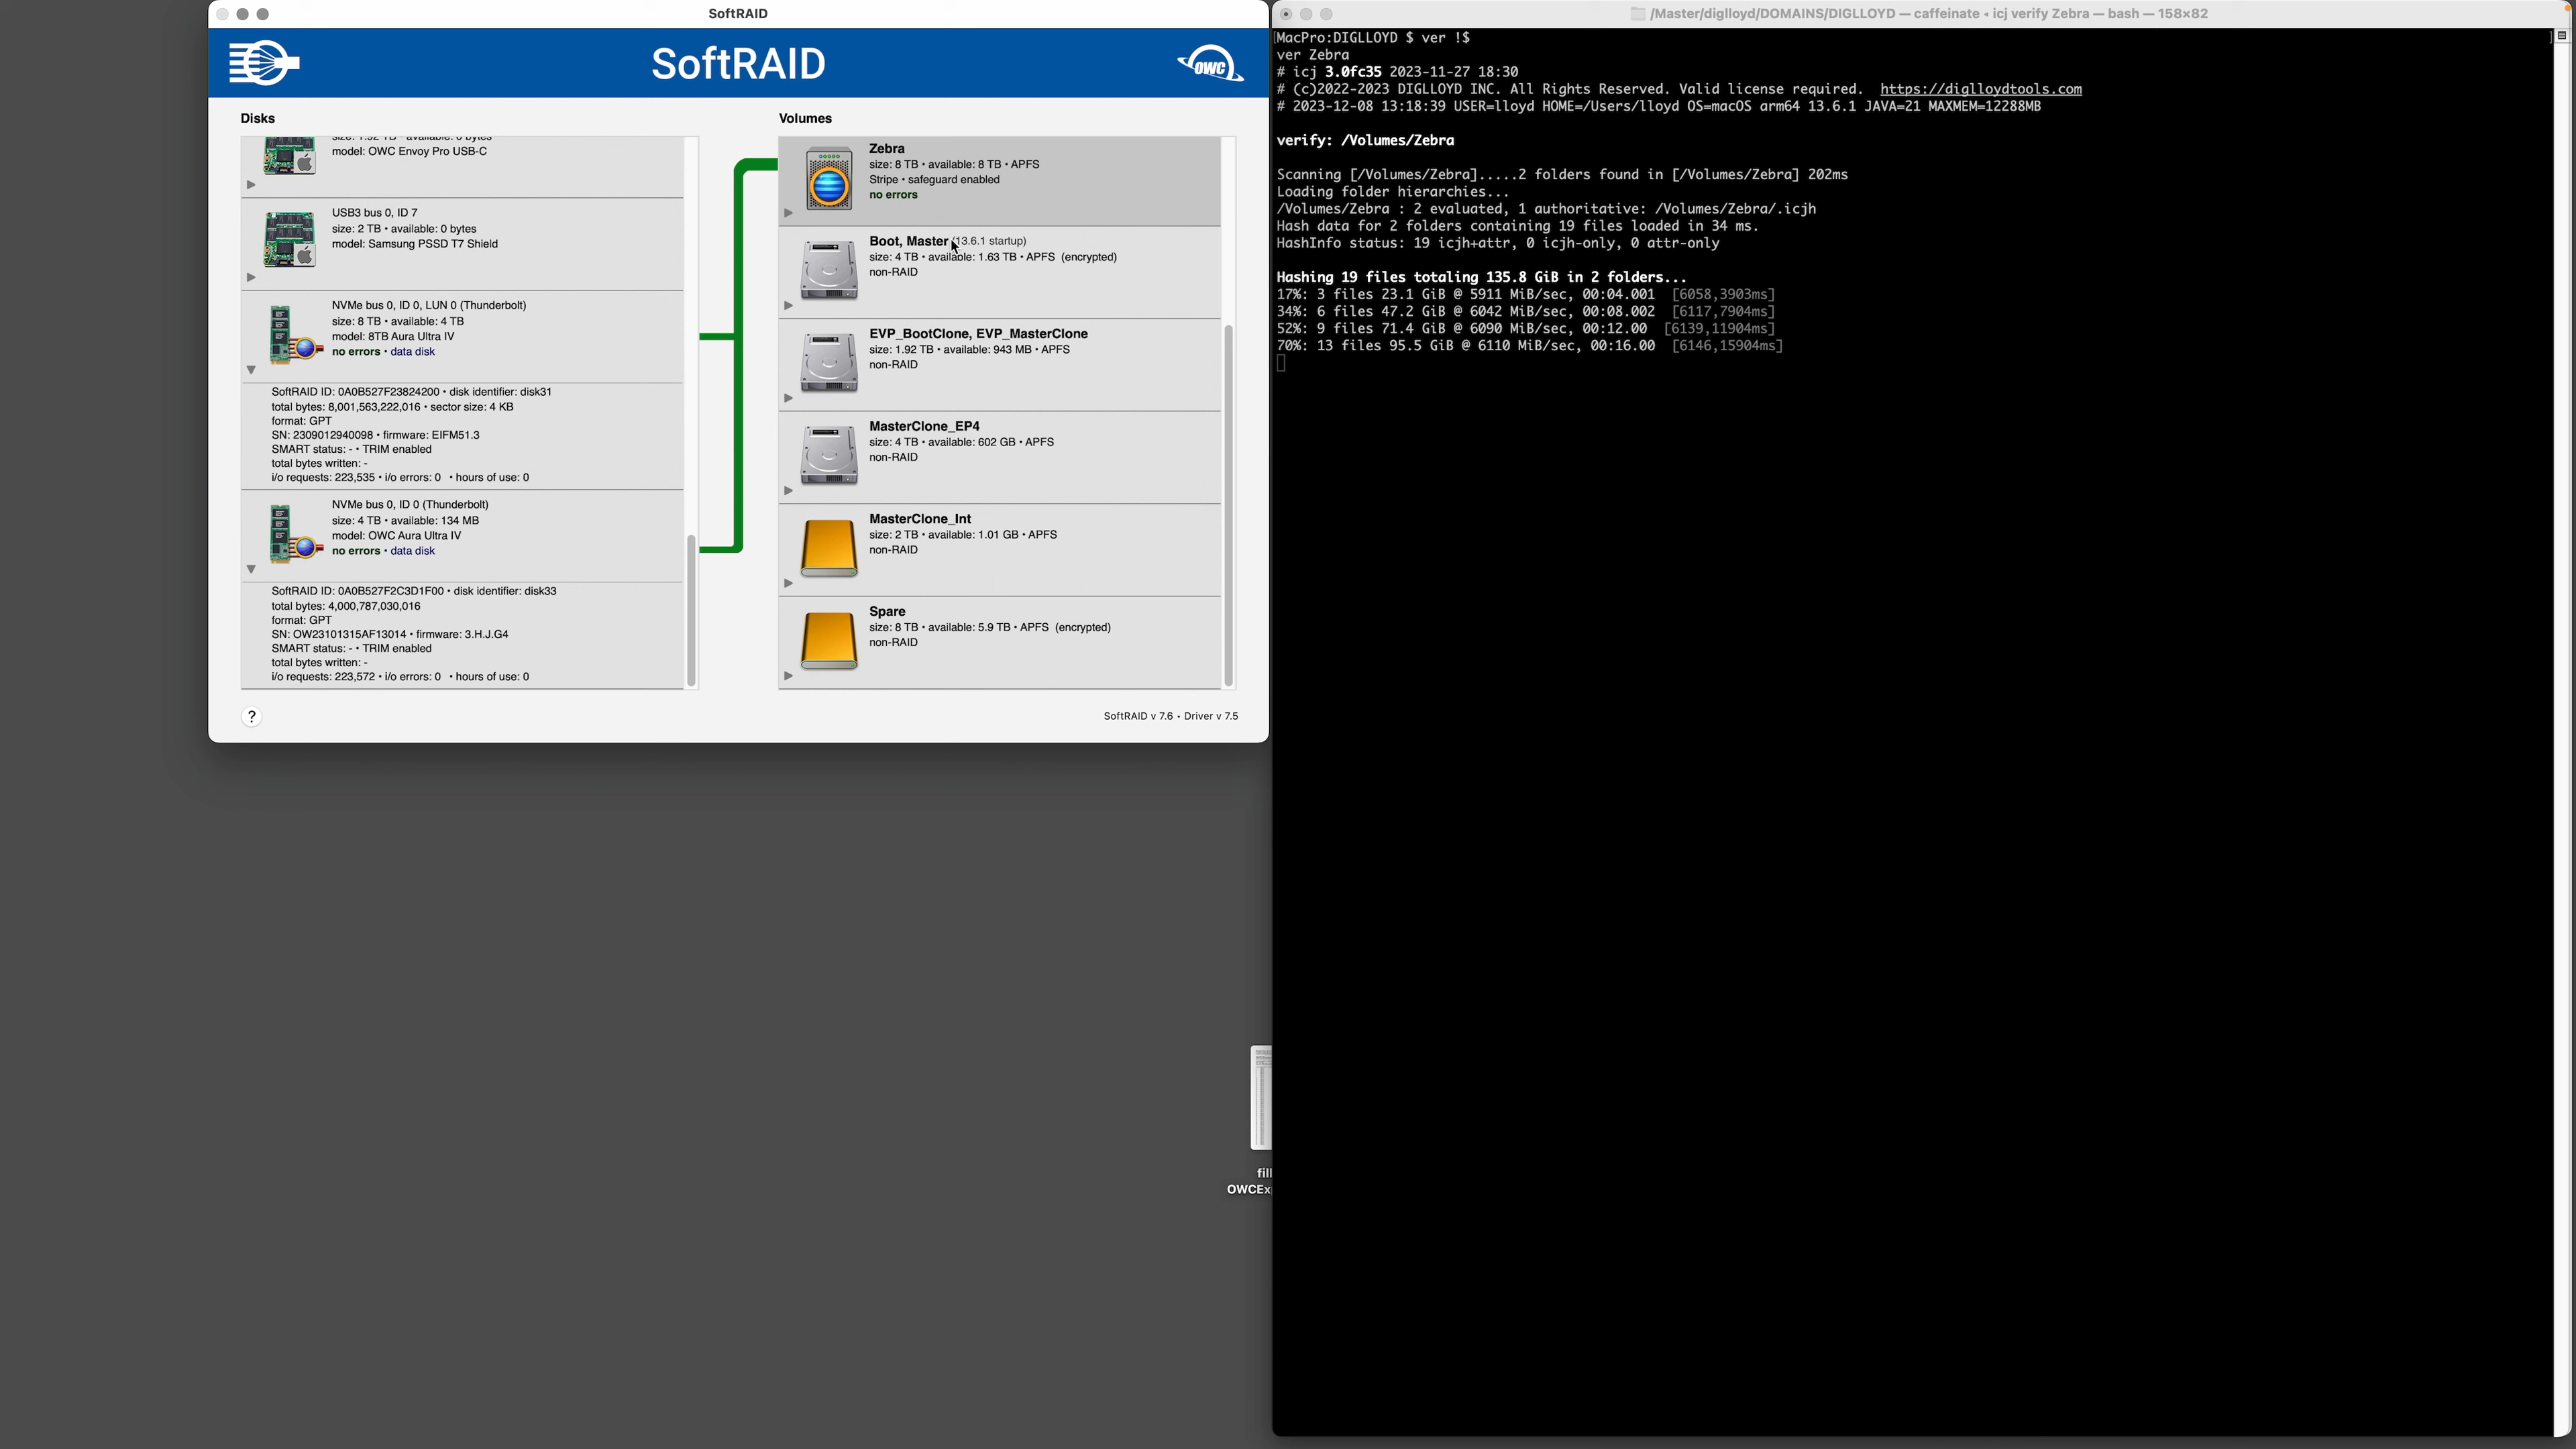 SoftRAID
SoftRAID
OWC
Disks
Volumes
size: 1.92 TB • available: 0 bytes
model: OWC Envoy Pro USB-C
USB3 bus 0, ID 7
size: 2 TB • available: 0 bytes
model: Samsung PSSD T7 Shield
NVMe bus 0, ID 0, LUN 0 (Thunderbolt)
size: 8 TB • available: 4 TB
model: 8TB Aura Ultra IV
no errors • data disk
SoftRAID ID: 0A0B527F23824200 • disk identifier: disk31
total bytes: 8,001,563,222,016 • sector size: 4 KB
format: GPT
SN: 2309012940098 • firmware: EIFM51.3
SMART status: - • TRIM enabled
total bytes written: -
i/o requests: 223,535 • i/o errors: 0 • hours of use: 0
NVMe bus 0, ID 0 (Thunderbolt)
size: 4 TB • available: 134 MB
model: OWC Aura Ultra IV
no errors • data disk
SoftRAID ID: 0A0B527F2C3D1F00 • disk identifier: disk33
total bytes: 4,000,787,030,016
format: GPT
SN: OW23101315AF13014 • firmware: 3.H.J.G4
SMART status: - • TRIM enabled
total bytes written: -
i/o requests: 223,572 • i/o errors: 0 • hours of use: 0
Zebra
size: 8 TB • available: 8 TB • APFS
Stripe • safeguard enabled
no errors
Boot, Master (13.6.1 startup)
size: 4 TB • available: 1.63 TB • APFS (encrypted)
non-RAID
EVP_BootClone, EVP_MasterClone
size: 1.92 TB • available: 943 MB • APFS
non-RAID
MasterClone_EP4
size: 4 TB • available: 602 GB • APFS
non-RAID
MasterClone_Int
size: 2 TB • available: 1.01 GB • APFS
non-RAID
Spare
size: 8 TB • available: 5.9 TB • APFS (encrypted)
non-RAID
?
SoftRAID v 7.6 • Driver v 7.5
fill
OWCEx
/Master/diglloyd/DOMAINS/DIGLLOYD — caffeinate • icj verify Zebra — bash — 158×82
[MacPro:DIGLLOYD $ ver !$ ]
ver Zebra
# icj 3.0fc35 2023-11-27 18:30
# (c)2022-2023 DIGLLOYD INC. All Rights Reserved. Valid license required. https://diglloydtools.com
# 2023-12-08 13:18:39 USER=lloyd HOME=/Users/lloyd OS=macOS arm64 13.6.1 JAVA=21 MAXMEM=12288MB
verify: /Volumes/Zebra
Scanning [/Volumes/Zebra].....2 folders found in [/Volumes/Zebra] 202ms
Loading folder hierarchies...
/Volumes/Zebra : 2 evaluated, 1 authoritative: /Volumes/Zebra/.icjh
Hash data for 2 folders containing 19 files loaded in 34 ms.
HashInfo status: 19 icjh+attr, 0 icjh-only, 0 attr-only
Hashing 19 files totaling 135.8 GiB in 2 folders...
17%: 3 files 23.1 GiB @ 5911 MiB/sec, 00:04.001 [6058,3903ms]
34%: 6 files 47.2 GiB @ 6042 MiB/sec, 00:08.002 [6117,7904ms]
52%: 9 files 71.4 GiB @ 6090 MiB/sec, 00:12.00 [6139,11904ms]
70%: 13 files 95.5 GiB @ 6110 MiB/sec, 00:16.00 [6146,15904ms]